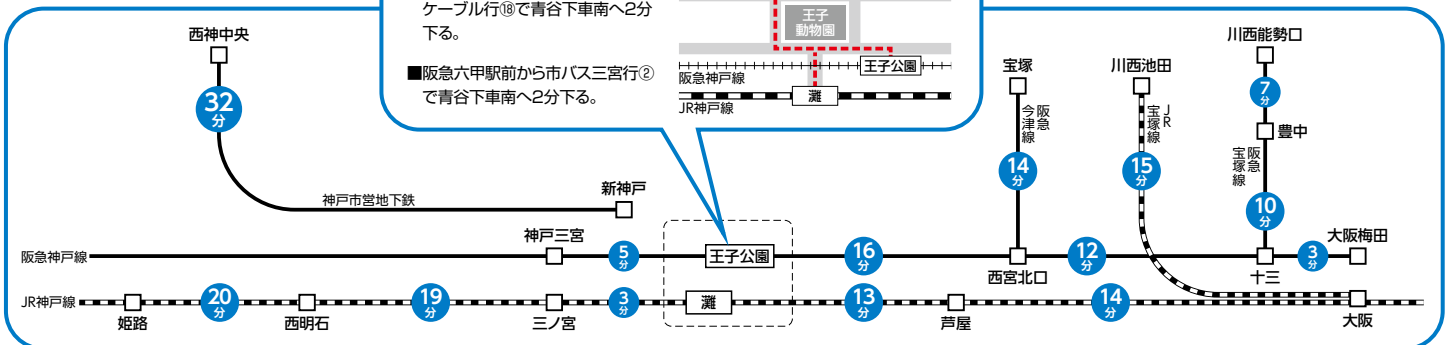 ケーブル行⑱で青谷下車南へ2分
下る。
■阪急六甲駅前から市バス三宮行②
で青谷下車南へ2分下る。
王子
動物園
王子公園
阪急神戸線
灘
JR神戸線
西神中央
32
分
神戸市営地下鉄
新神戸
宝塚
阪急
今津線
14
分
川西池田
JR
宝塚線
15
分
川西能勢口
7
分
豊中
阪急
宝塚線
10
分
阪急神戸線
神戸三宮
5
分
王子公園
16
分
西宮北口
12
分
十三
3
分
大阪梅田
JR神戸線
姫路
20
分
西明石
19
分
三ノ宮
3
分
灘
13
分
芦屋
14
分
大阪